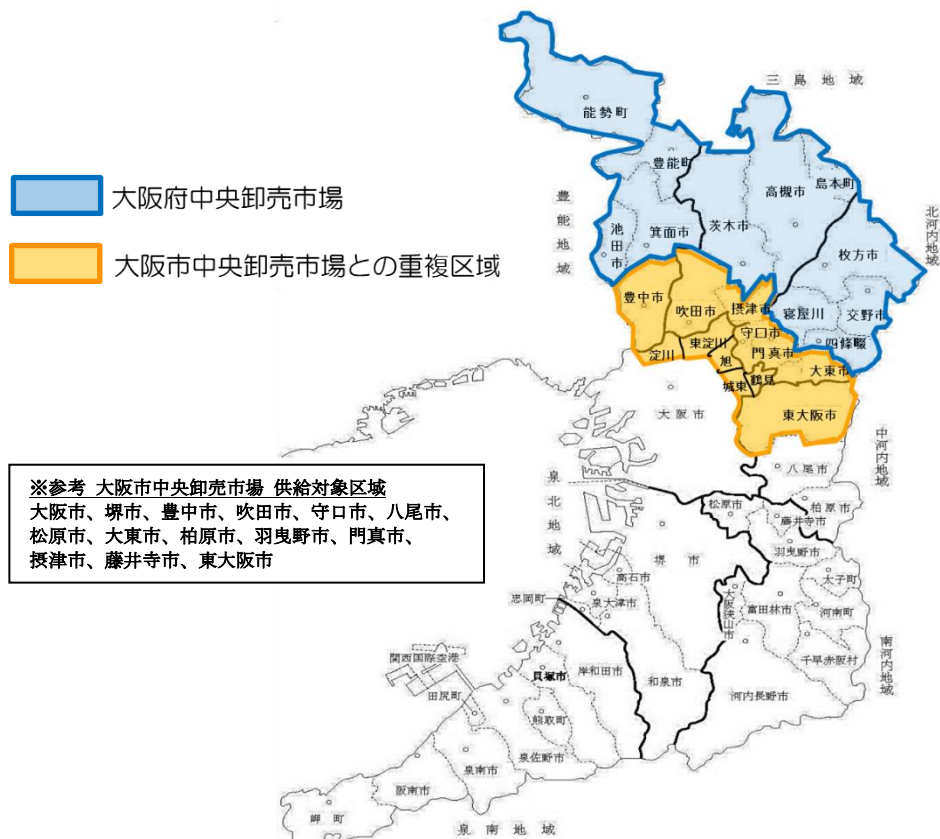 三島地域
能勢町
豊能町
島本町
高槻市
大阪府中央卸売市場
豊能地域
池田市
箕面市
茨木市
北河内地域
枚方市
大阪市中央卸売市場との重複区域
豊中市
吹田市
摂津市
寝屋川
交野市
守口市
東淀川
門真市
四條畷
淀川
旭
大東市
城東
鶴見
大阪市
東大阪市
中河内地域
八尾市
※参考 大阪市中央卸売市場 供給対象区域
大阪市、堺市、豊中市、吹田市、守口市、八尾市、
松原市、大東市、柏原市、羽曳野市、門真市、
摂津市、藤井寺市、東大阪市
泉北地域
松原市
柏原市
藤井寺市
堺市
羽曳野市
高石市
太子町
忠岡町
泉大津市
大阪狭山市
富田林市
河南町
千早赤阪村
南河内地域
関西国際空港
田尻町
貝塚市
岸和田市
和泉市
河内長野市
熊取町
泉佐野市
泉南市
阪南市
岬町
泉南地域